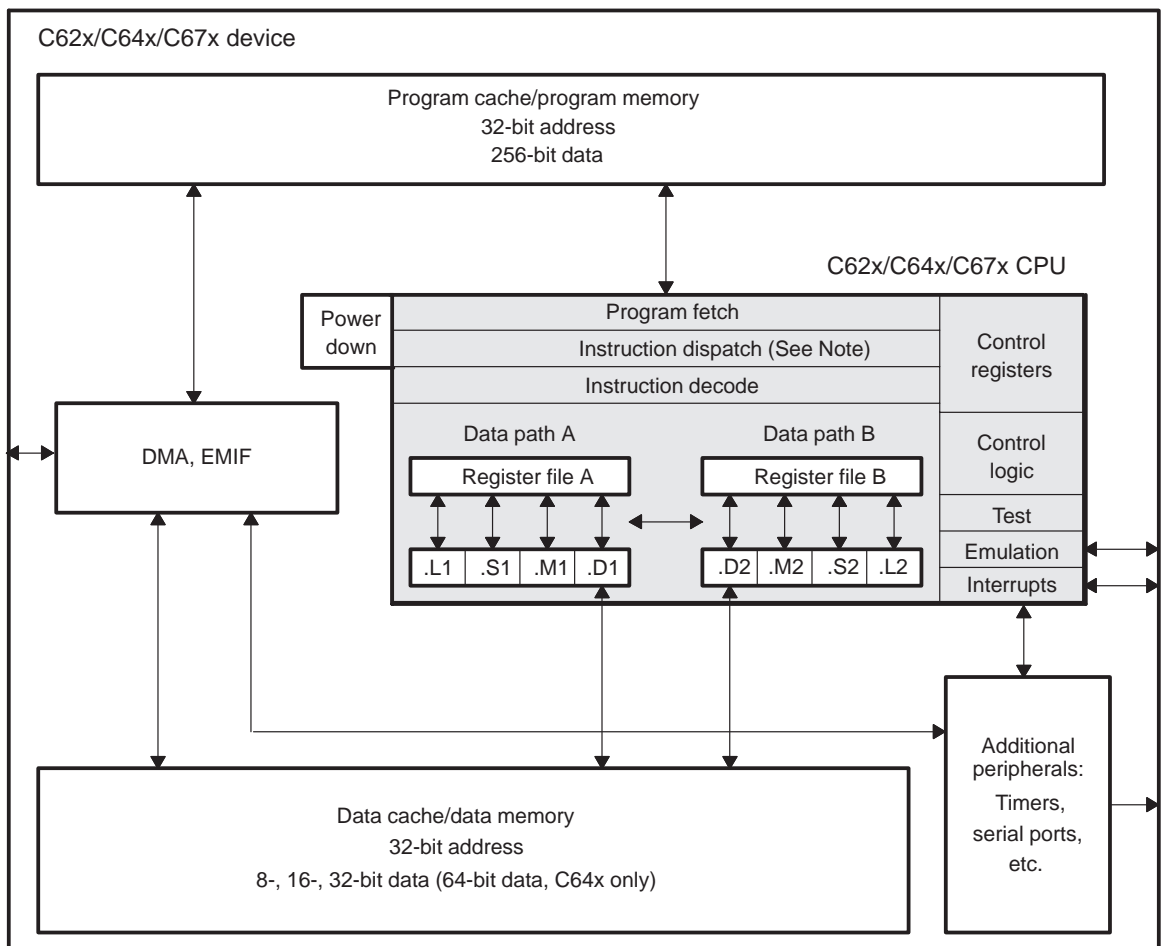 C62x/C64x/C67x device
Program cache/program memory
32-bit address
256-bit data
C62x/C64x/C67x CPU
Power
down
Program fetch
Instruction dispatch (See Note)
Instruction decode
Control
registers
DMA, EMIF
Data path A
Data path B
Register file A
Register file B
.L1 .S1 .M1 .D1
.D2 .M2 .S2 .L2
Control
logic
Test
Emulation
Interrupts
Data cache/data memory
32-bit address
8-, 16-, 32-bit data (64-bit data, C64x only)
Additional
peripherals:
Timers,
serial ports,
etc.